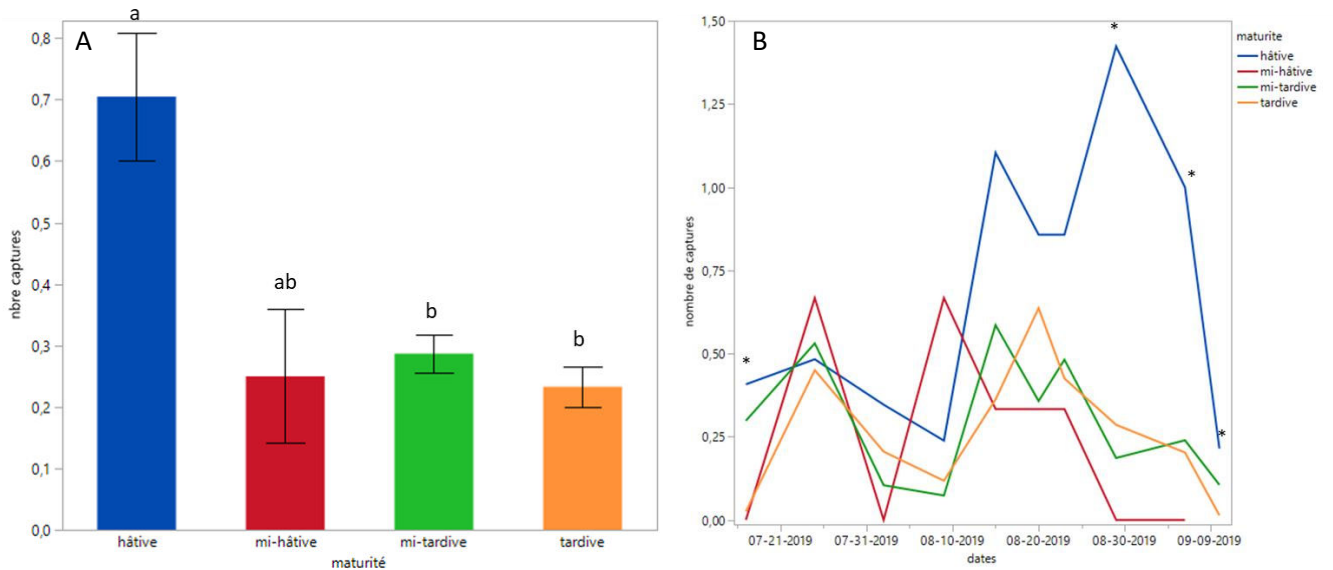 A
a
ab
b
b
0,8
0,7
0,6
0,5
0,4
0,3
0,2
0,1
0,0
nbre captures
hâtive mi-hâtive mi-tardive tardive
maturité
B
1,50
1,25
1,00
0,75
0,50
0,25
0,00
nombre de captures
*
*
*
*
07-21-2019 07-31-2019 08-10-2019 08-20-2019 08-30-2019 09-09-2019
dates
maturite
hâtive
mi-hâtive
mi-tardive
tardive